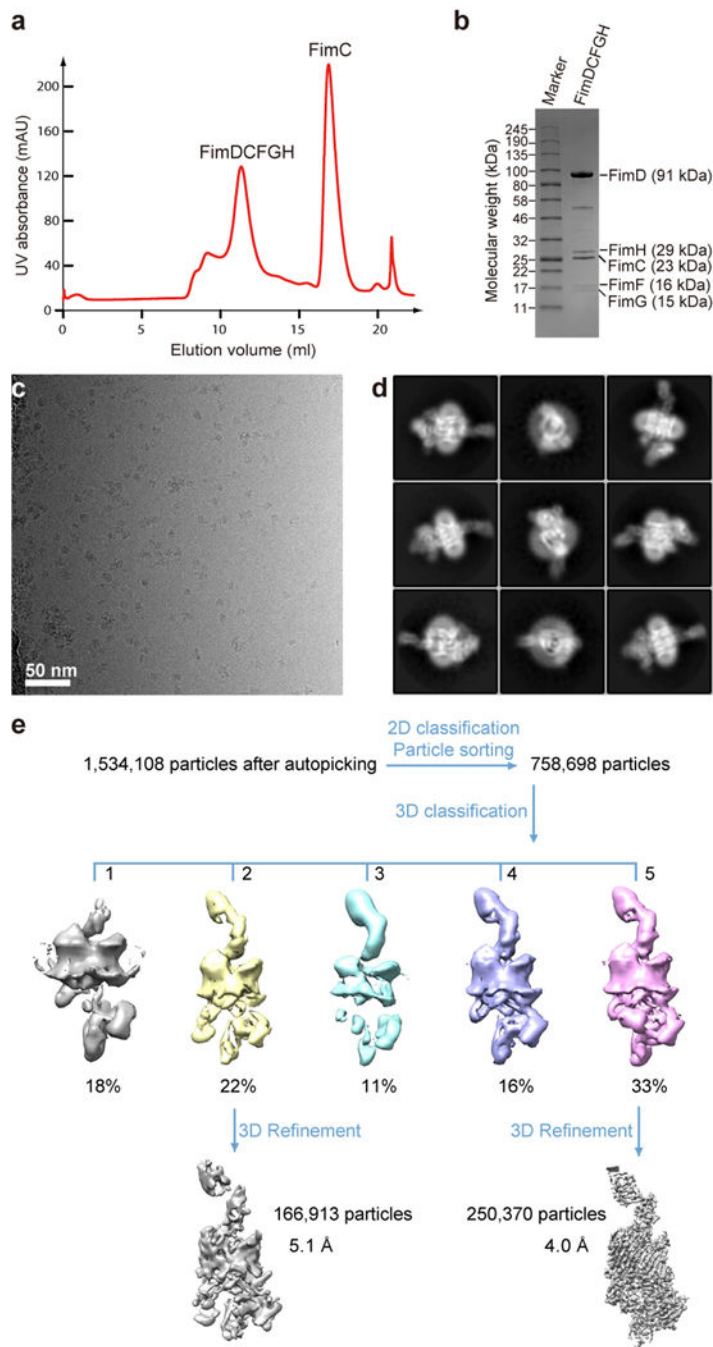 a
FimC
FimDCFGH
UV absorbance (mAU)
200
160
120
80
40
0
0
5
10
15
20
Elution volume (ml)
b
Marker
FimDCFGH
Molecular weight (kDa)
245
190
135
100
80
58
46
32
25
22
17
11
FimD (91 kDa)
FimH (29 kDa)
FimC (23 kDa)
FimF (16 kDa)
FimG (15 kDa)
c
50 nm
d
e
1,534,108 particles after autopicking
2D classification
Particle sorting
758,698 particles
3D classification
1
2
3
4
5
18%
22%
11%
16%
33%
3D Refinement
3D Refinement
166,913 particles
5.1 Å
250,370 particles
4.0 Å